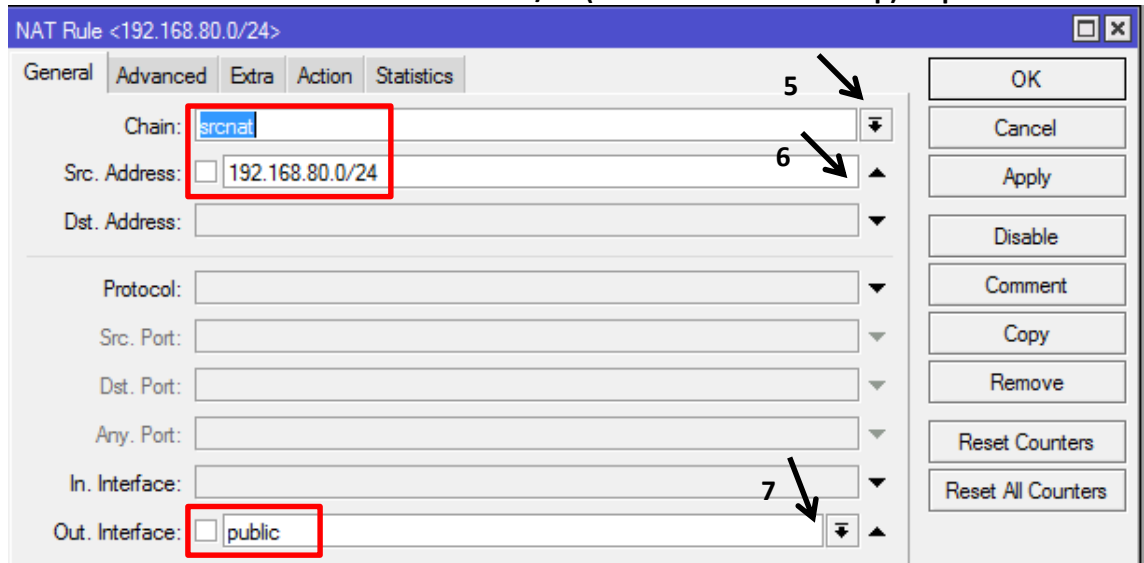 NAT Rule <192.168.80.0/24>
General Advanced Extra Action Statistics
5
OK
Chain: srcnat
Cancel
6
Src. Address: 192.168.80.0/24
Apply
Dst. Address:
Disable
Protocol:
Comment
Src. Port:
Copy
Dst. Port:
Remove
Any. Port:
Reset Counters
In. Interface:
7
Reset All Counters
Out. Interface: public